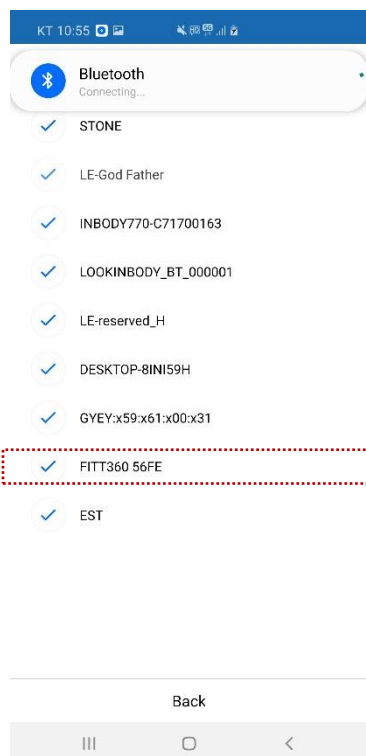 KT 10:55
Bluetooth
Connecting...
STONE
LE-God Father
INBODY770-C71700163
LOOKINBODY_BT_000001
LE-reserved_H
DESKTOP-8INI59H
GYEY:x59:x61:x00:x31
FITT360 56FE
EST
Back